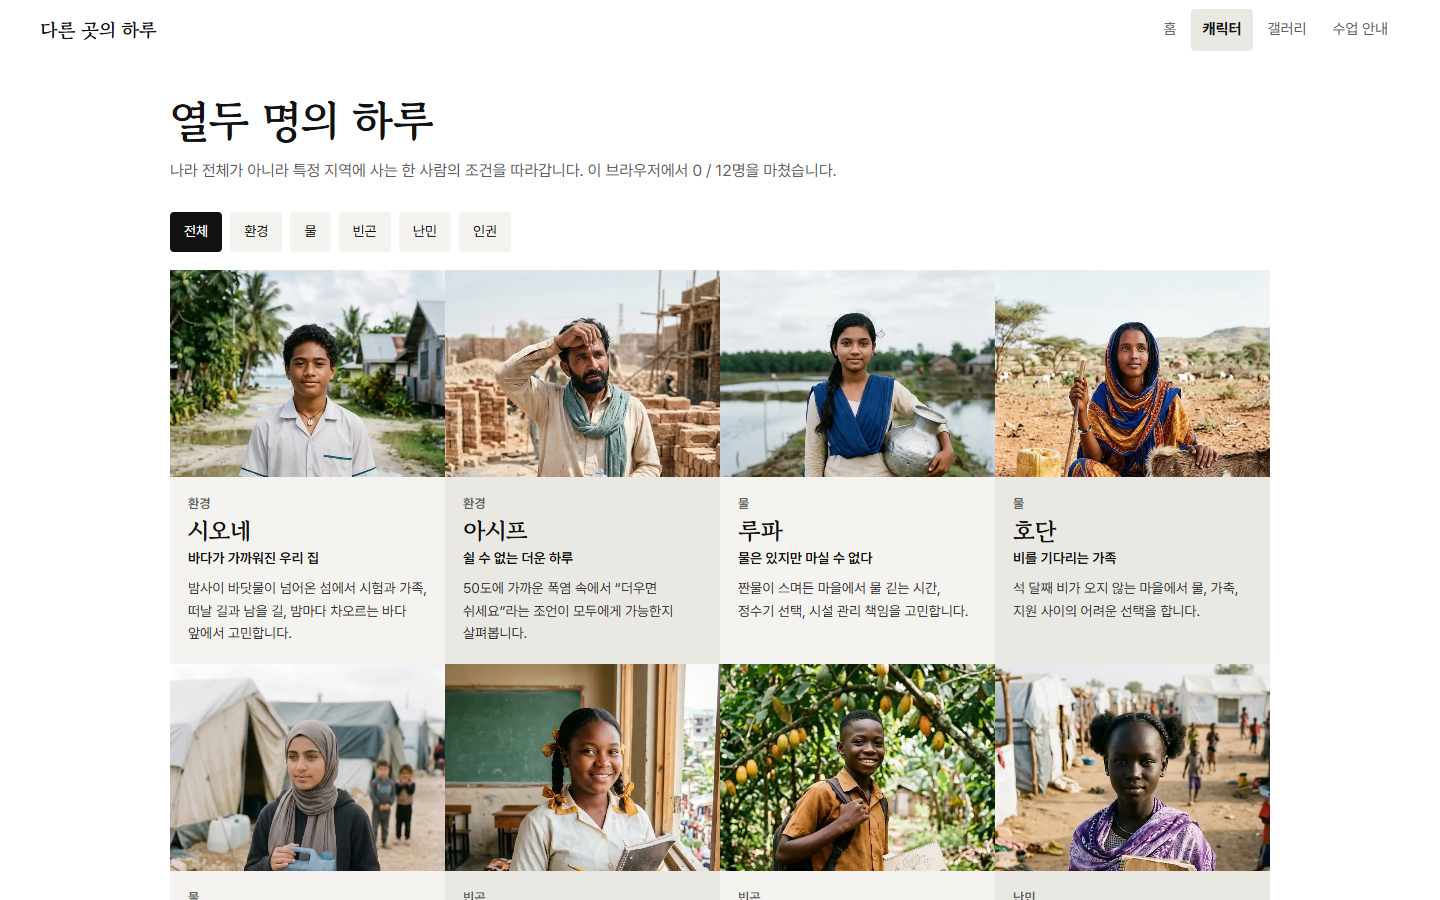 다른 곳의 하루
홈 캐릭터 갤러리 수업 안내
열두 명의 하루
나라 전체가 아니라 특정 지역에 사는 한 사람의 조건을 따라갑니다. 이 브라우저에서 0 / 12명을 마쳤습니다.
전체 환경 물 빈곤 난민 인권
환경
시오네
바다가 가까워진 우리 집
밤사이 바닷물이 넘어온 섬에서 시험과 가족,
떠날 길과 남을 길, 밤마다 차오르는 바다
앞에서 고민합니다.
환경
아시프
쉴 수 없는 더운 하루
50도에 가까운 폭염 속에서 “더우면
쉬세요”라는 조언이 모두에게 가능한지
살펴봅니다.
물
루파
물은 있지만 마실 수 없다
짠물이 스며든 마을에서 물 긷는 시간,
정수기 선택, 시설 관리 책임을 고민합니다.
물
호단
비를 기다리는 가족
석 달째 비가 오지 않는 마을에서 물, 가축,
지원 사이의 어려운 선택을 합니다.
물
빈곤
빈곤
난민